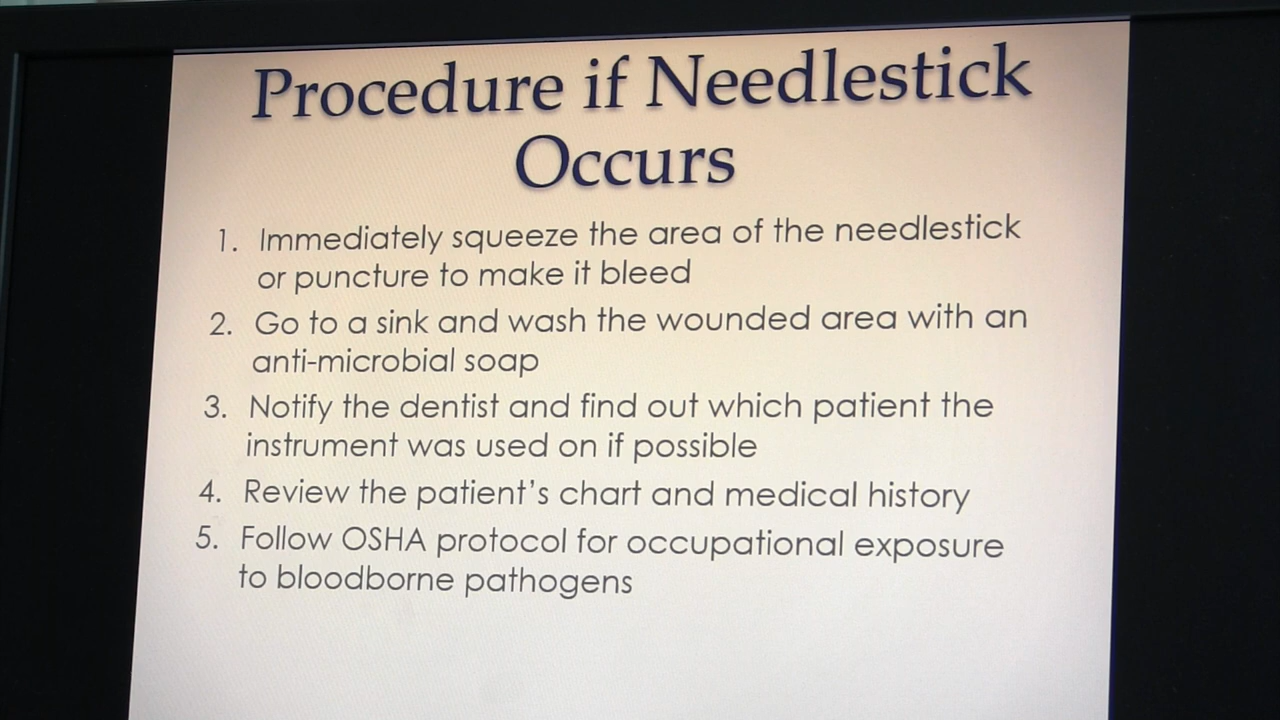 Procedure if Needlestick
Occurs
1. Immediately squeeze the area of the needlestick
or puncture to make it bleed
2. Go to a sink and wash the wounded area with an
anti-microbial soap
3. Notify the dentist and find out which patient the
instrument was used on if possible
4. Review the patient's chart and medical history
5. Follow OSHA protocol for occupational exposure
to bloodborne pathogens